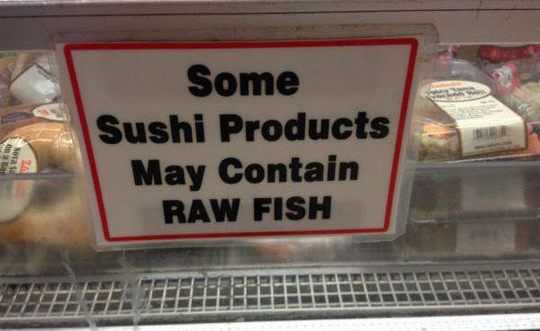 Some
Sushi Products
May Contain
RAW FISH